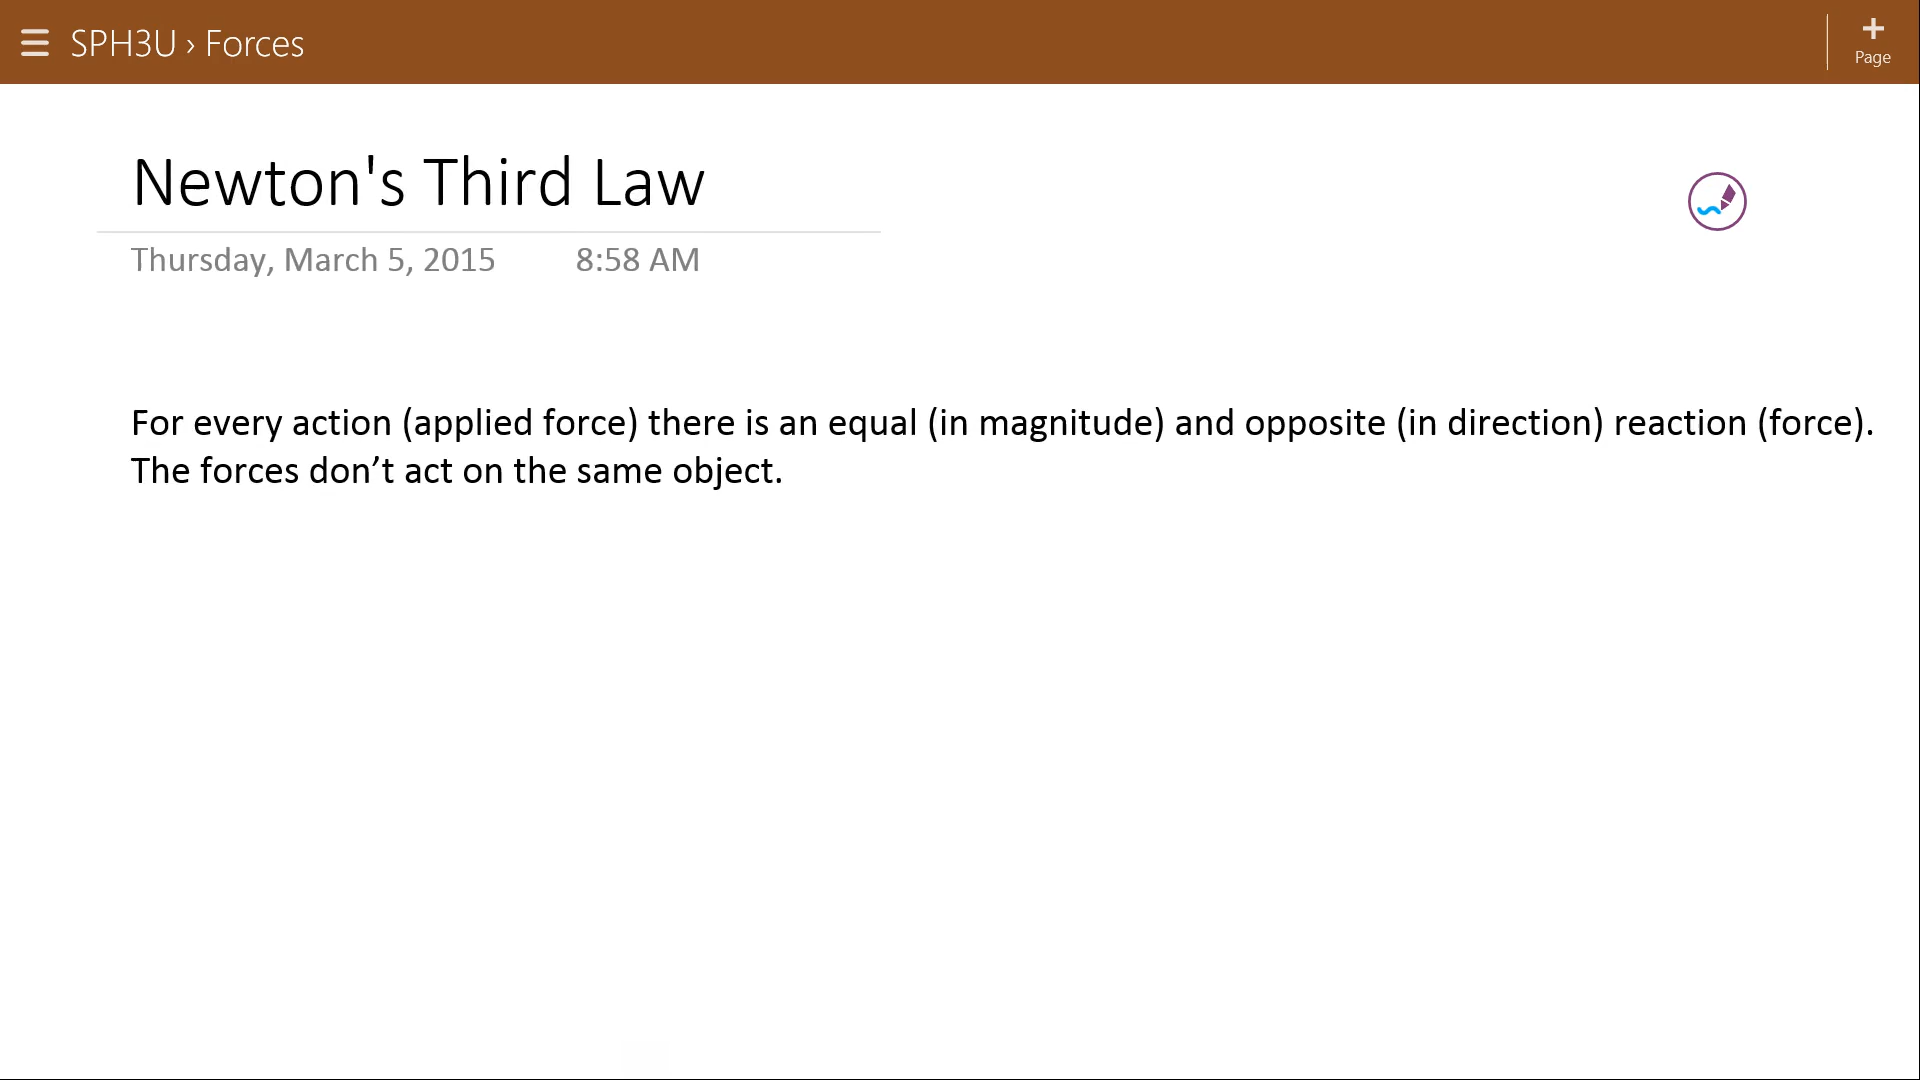 SPH3U › Forces
Page
Newton's Third Law
Thursday, March 5, 2015 8:58 AM
For every action (applied force) there is an equal (in magnitude) and opposite (in direction) reaction (force).
The forces don’t act on the same object.